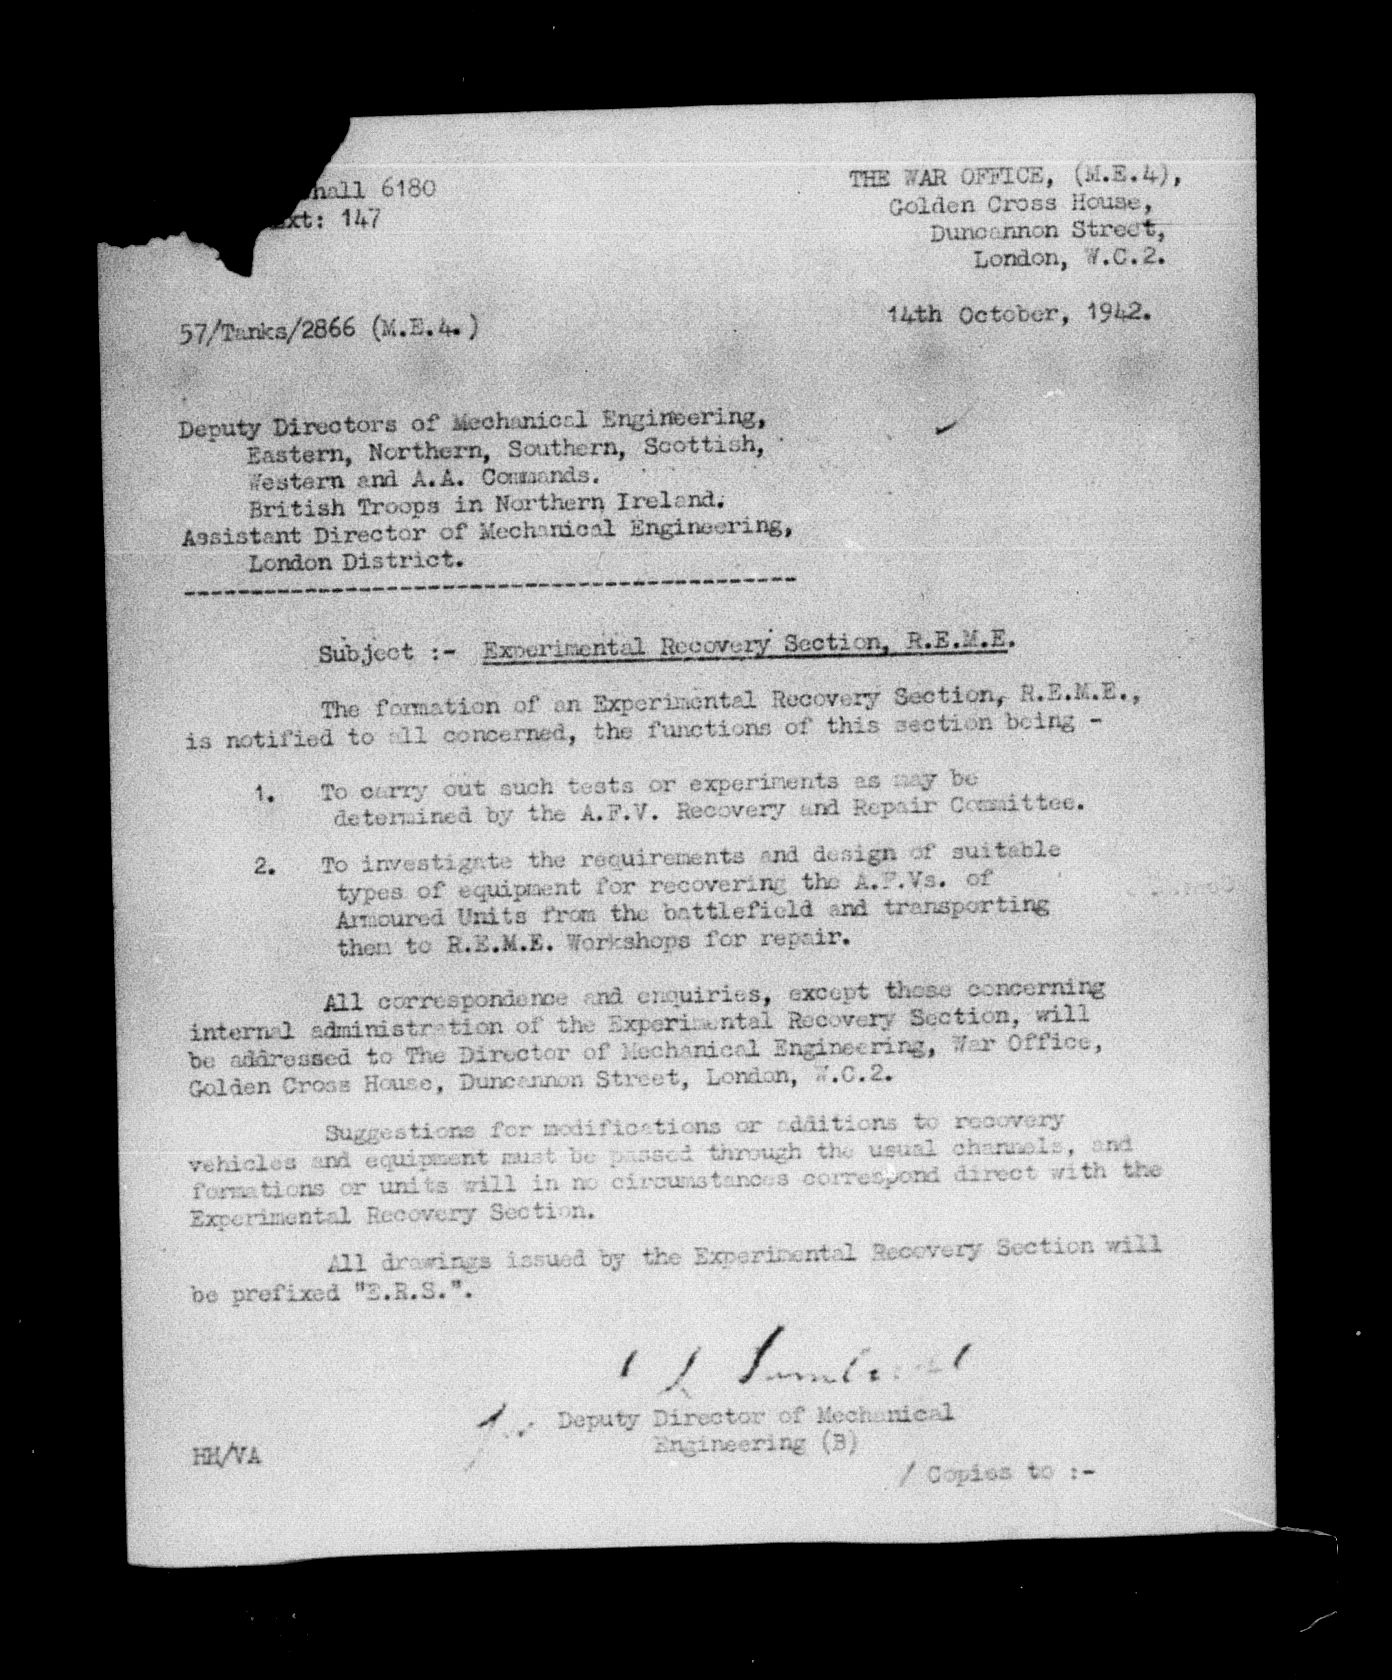 hall 6180
Ext: 147
THE WAR OFFICE, (M.E.4),
Golden Cross House,
Duncannon Street,
London, W.C.2.
14th October, 1942.
57/Tanks/2866 (M.E.4.)
Deputy Directors of Mechanical Engineering,
Eastern, Northern, Southern, Scottish,
Western and A.A. Commands.
British Troops in Northern Ireland.
Assistant Director of Mechanical Engineering,
London District.
Subject :- Experimental Recovery Section, R.E.M.E.
The formation of an Experimental Recovery Section, R.E.M.E.,
is notified to all concerned, the functions of this section being -
1. To carry out such tests or experiments as may be
determined by the A.F.V. Recovery and Repair Committee.
2. To investigate the requirements and design of suitable
types of equipment for recovering the A.F.Vs. of
Armoured Units from the battlefield and transporting
them to R.E.M.E. Workshops for repair.
All correspondence and enquiries, except those concerning
internal administration of the Experimental Recovery Section, will
be addressed to The Director of Mechanical Engineering, War Office,
Golden Cross House, Duncannon Street, London, W.C.2.
Suggestions for modifications or additions to recovery
vehicles and equipment must be passed through the usual channels, and
formations or units will in no circumstances correspond direct with the
Experimental Recovery Section.
All drawings issued by the Experimental Recovery Section will
be prefixed "E.R.S.".
Deputy Director of Mechanical
Engineering (B)
HH/VA
/ Copies to :-